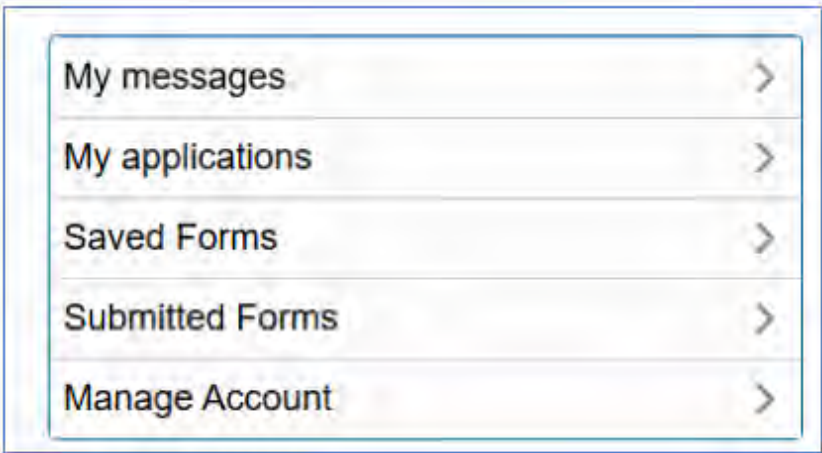 My messages
My applications
Saved Forms
Submitted Forms
Manage Account